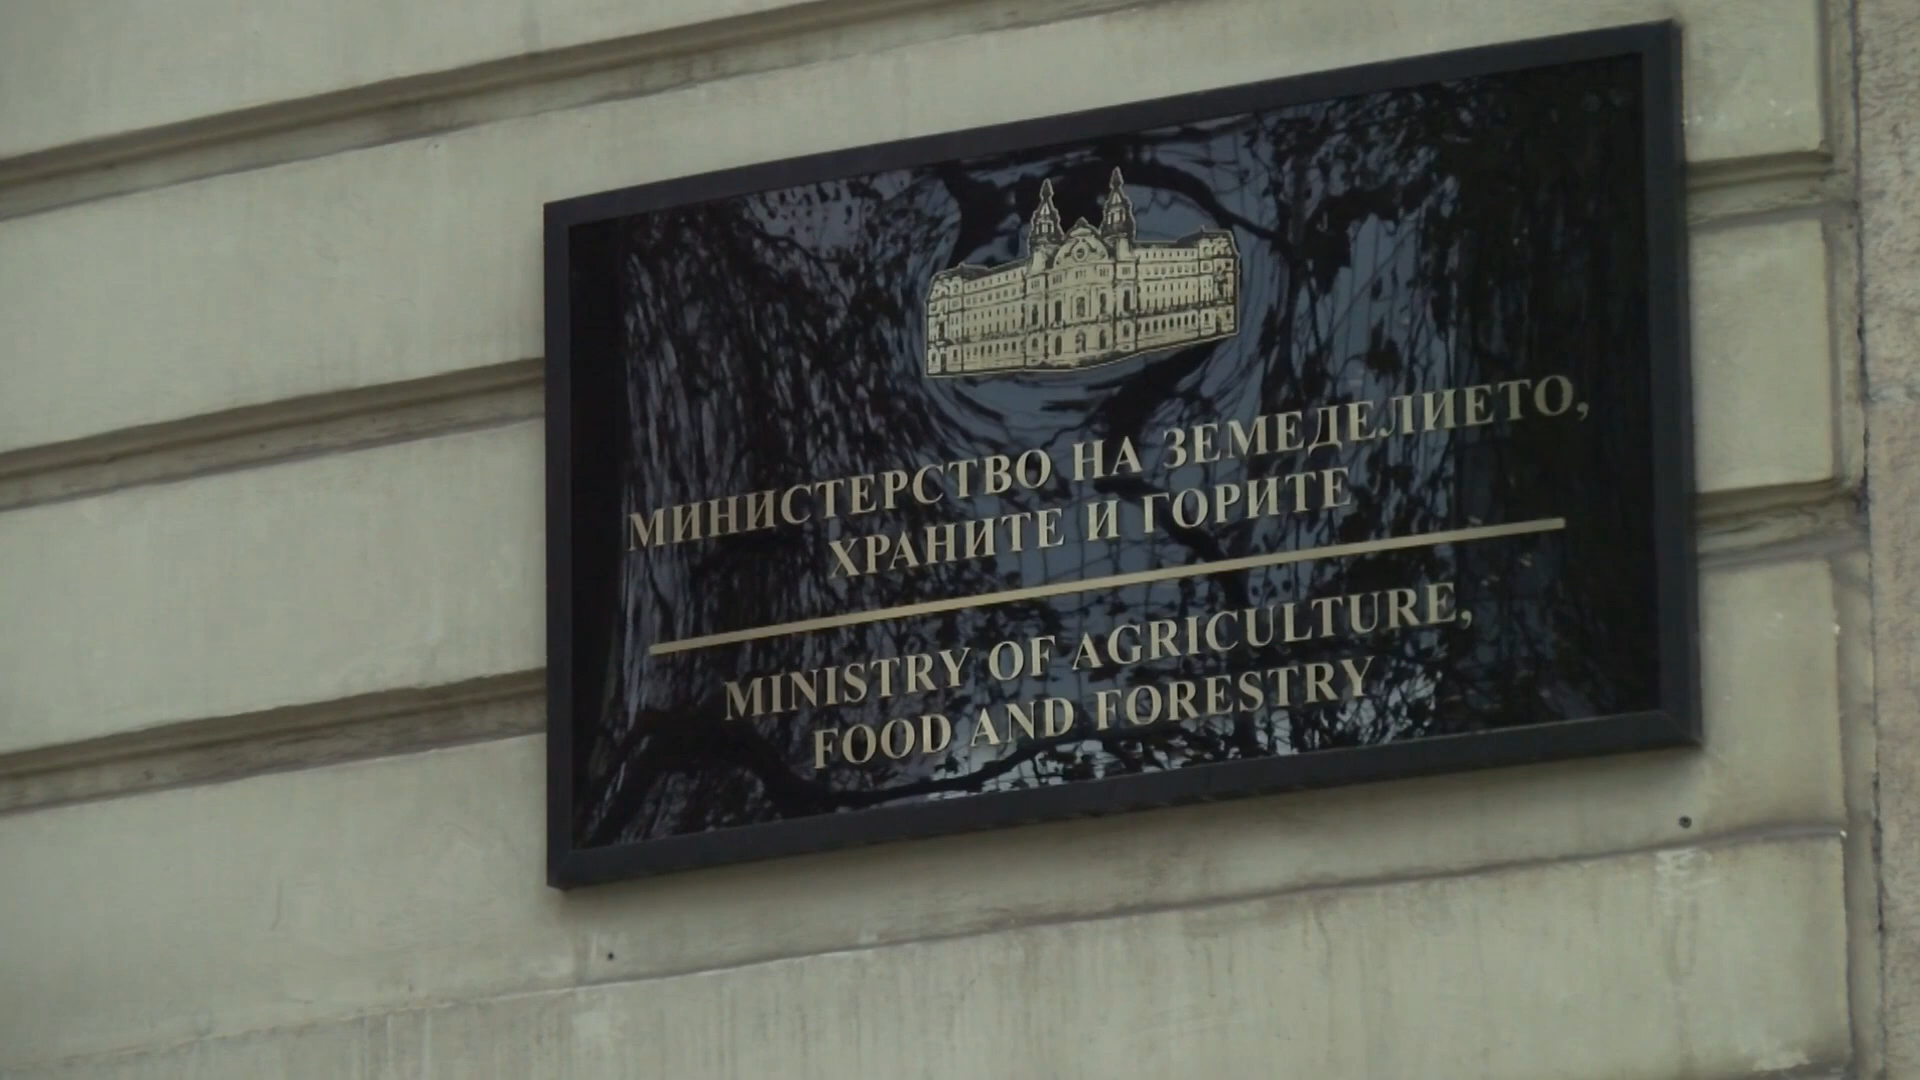 МИНИСТЕРСТВО НА ЗЕМЕДЕЛИЕТО,
ХРАНИТЕ И ГОРИТЕ
MINISTRY OF AGRICULTURE,
FOOD AND FORESTRY